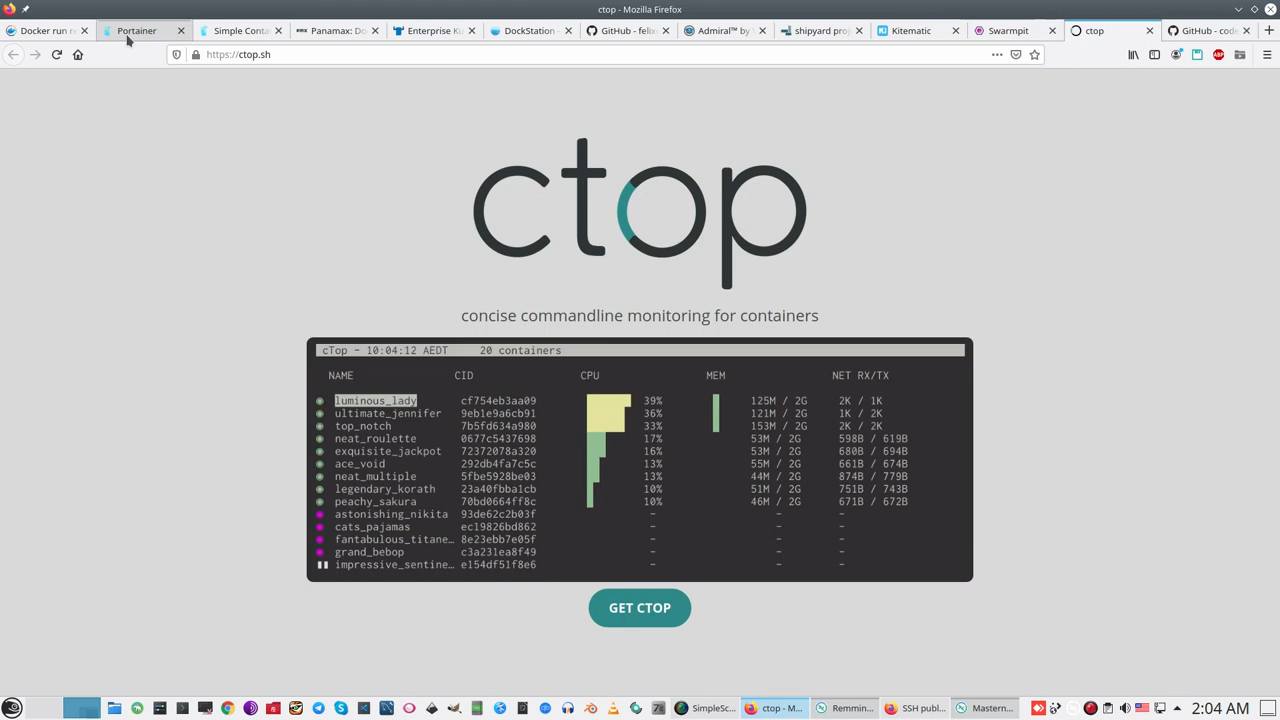 ctop - Mozilla Firefox
Docker run re
Portainer
Simple Conta
PMX Panamax: Do
Enterprise Ku
DockStation -
GitHub - felix
Admiral™ by
shipyard proj
Kitematic
Swarmpit
ctop
GitHub - code
https://ctop.sh
ABP
ctop
concise commandline monitoring for containers
cTop - 10:04:12 AEDT 20 containers
NAME CID CPU MEM NET RX/TX
luminous_lady cf754eb3aa09 39% 125M / 2G 2K / 1K
ultimate_jennifer 9eb1e9a6cb91 36% 121M / 2G 1K / 2K
top_notch 7b5fd634a980 33% 153M / 2G 2K / 2K
neat_roulette 0677c5437698 17% 53M / 2G 598B / 619B
exquisite_jackpot 72372078a320 16% 53M / 2G 680B / 694B
ace_void 292db4fa7c5c 13% 55M / 2G 661B / 674B
neat_multiple 5fbe5928be03 13% 44M / 2G 874B / 779B
legendary_korath 23a40fbba1cb 10% 51M / 2G 751B / 743B
peachy_sakura 70bd0664ff8c 10% 46M / 2G 671B / 672B
astonishing_nikita 93de62c2b03f – – –
cats_pajamas ec19826bd862 – – –
fantabulous_titane… 8e23ebb7e05f – – –
grand_bebop c3a231ea8f49 – – –
impressive_sentine… e154df51f8e6 – – –
GET CTOP
SimpleSc...
ctop - M...
Remmin...
SSH publ...
Mastern...
2:04 AM